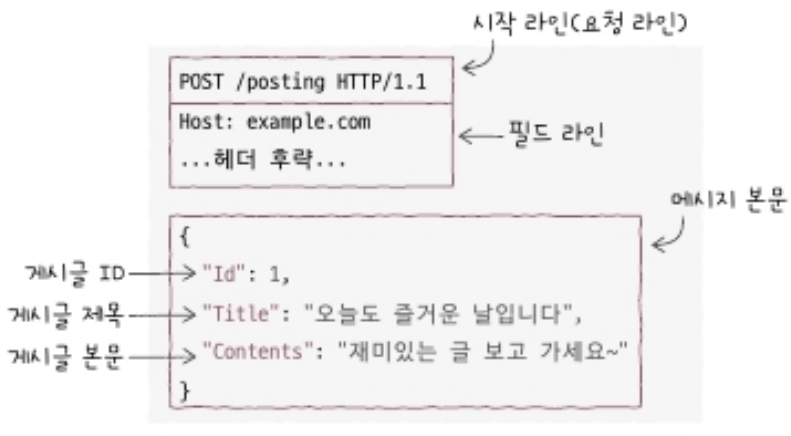 시작 라인(요청 라인)
POST /posting HTTP/1.1
Host: example.com
...헤더 후략...
필드 라인
메시지 본문
{
게시글 ID
"Id": 1,
게시글 제목
"Title": "오늘도 즐거운 날입니다",
게시글 본문
"Contents": "재미있는 글 보고 가세요~"
}